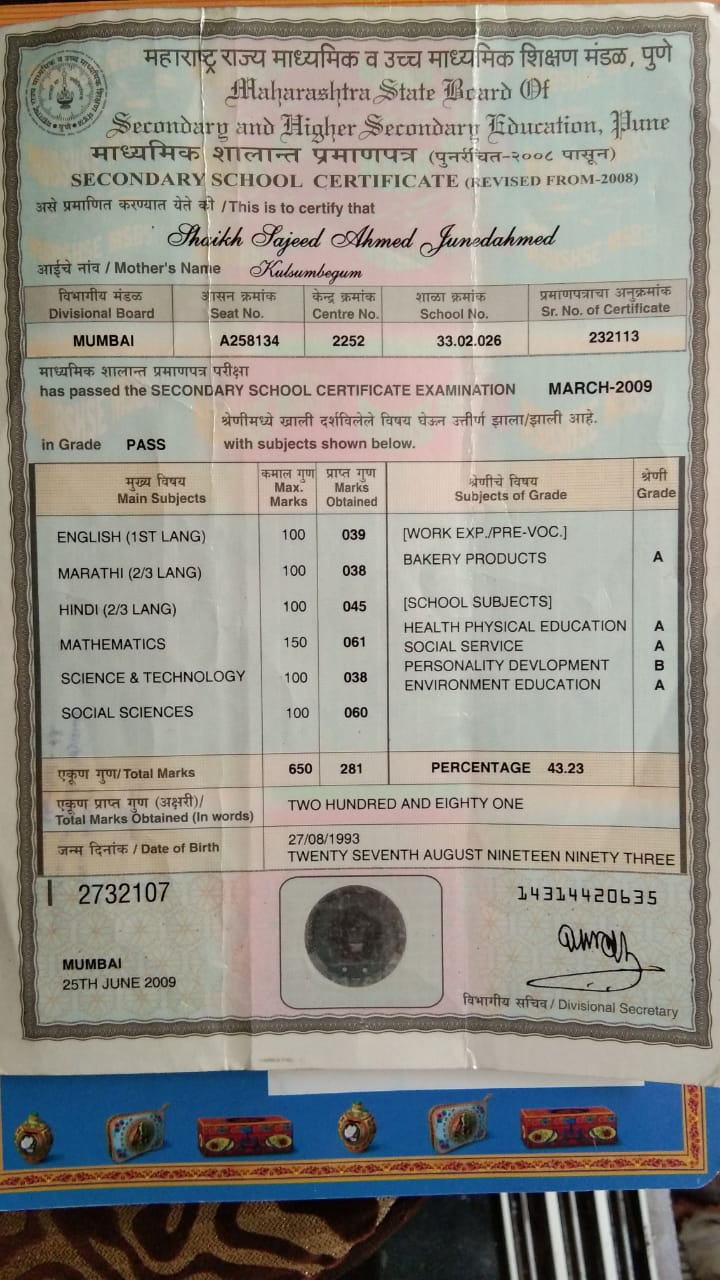 महाराष्ट्र राज्य माध्यमिक व उच्च माध्यमिक शिक्षण मंडळ, पुणे
Maharashtra State Board Of
Secondary and Higher Secondary Education, Pune
माध्यमिक शालान्त प्रमाणपत्र (पुनर्रचित-२००८ पासून)
SECONDARY SCHOOL CERTIFICATE (REVISED FROM-2008)
असे प्रमाणित करण्यात येते की /This is to certify that
Shaikh Sajeed Ahmed Junedahmed
आईचे नांव / Mother's Name Kulsumbegum
विभागीय मंडळ आसन क्रमांक केन्द्र क्रमांक शाळा क्रमांक प्रमाणपत्राचा अनुक्रमांक
Divisional Board Seat No. Centre No. School No. Sr. No. of Certificate
MUMBAI A258134 2252 33.02.026 232113
माध्यमिक शालान्त प्रमाणपत्र परीक्षा
has passed the SECONDARY SCHOOL CERTIFICATE EXAMINATION MARCH-2009
श्रेणीमध्ये खाली दर्शविलेले विषय घेऊन उत्तीर्ण झाला/झाली आहे.
in Grade PASS with subjects shown below.
मुख्य विषय कमाल गुण प्राप्त गुण श्रेणीचे विषय श्रेणी
Main Subjects Max. Marks Marks Obtained Subjects of Grade Grade
ENGLISH (1ST LANG) 100 039 [WORK EXP./PRE-VOC.]
BAKERY PRODUCTS A
MARATHI (2/3 LANG) 100 038
HINDI (2/3 LANG) 100 045 [SCHOOL SUBJECTS]
HEALTH PHYSICAL EDUCATION A
MATHEMATICS 150 061 SOCIAL SERVICE A
PERSONALITY DEVLOPMENT B
SCIENCE & TECHNOLOGY 100 038 ENVIRONMENT EDUCATION A
SOCIAL SCIENCES 100 060
एकूण गुण/ Total Marks 650 281 PERCENTAGE 43.23
एकूण प्राप्त गुण (अक्षरी)/
Total Marks Obtained (In words) TWO HUNDRED AND EIGHTY ONE
जन्म दिनांक / Date of Birth 27/08/1993
TWENTY SEVENTH AUGUST NINETEEN NINETY THREE
2732107 14314420635
MUMBAI
25TH JUNE 2009
विभागीय सचिव / Divisional Secretary